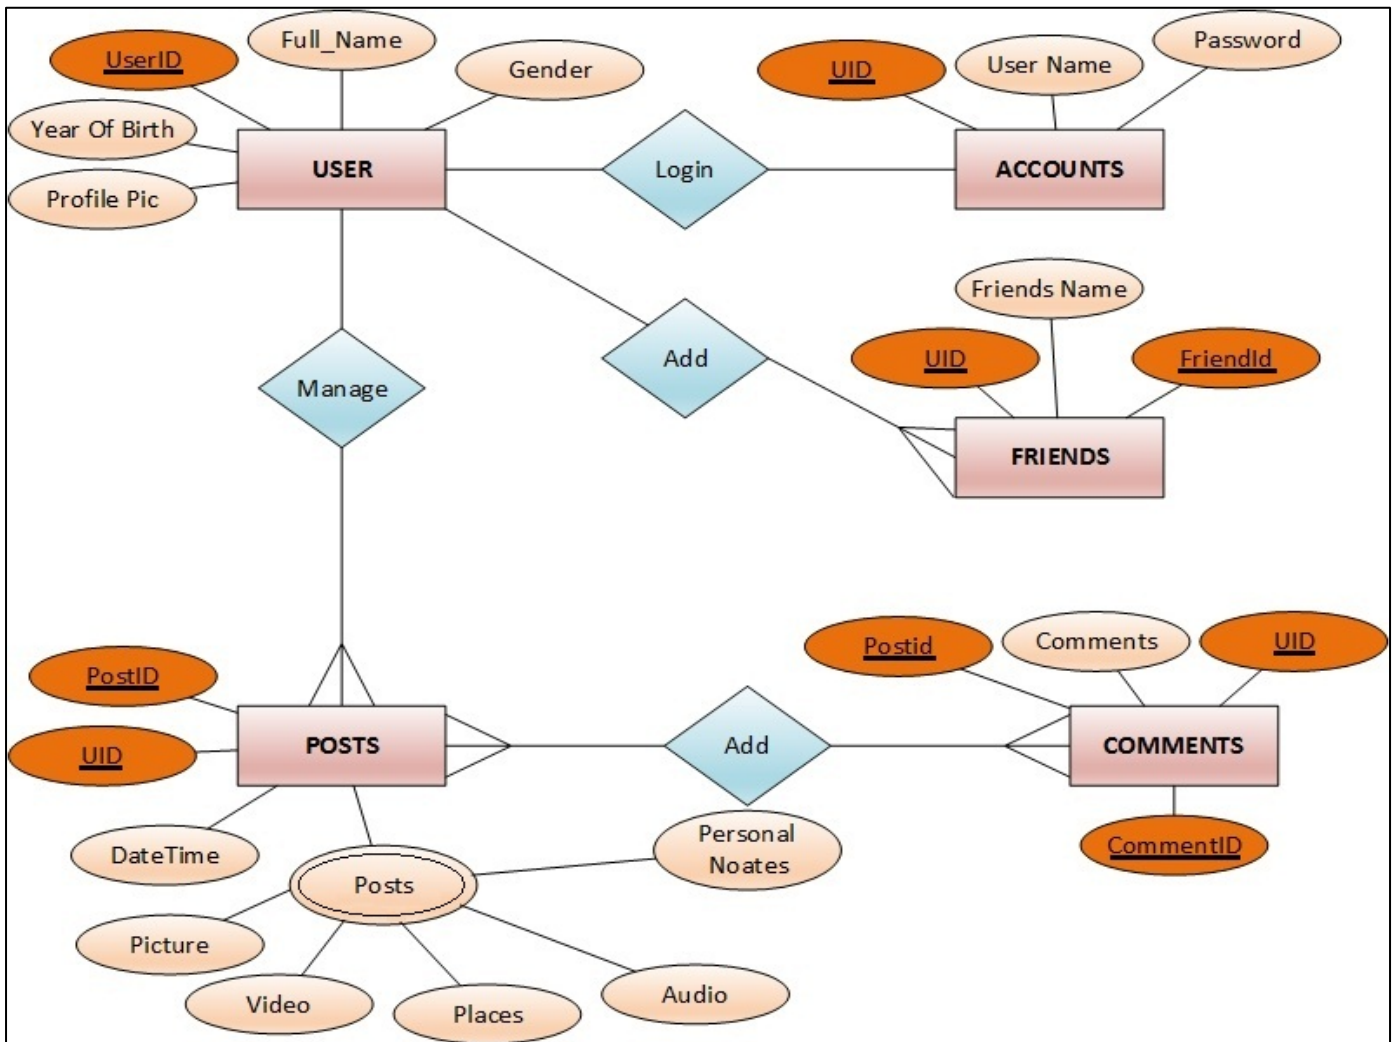 Full_Name
UserID
Gender
Year Of Birth
Profile Pic
USER
Login
UID
User Name
Password
ACCOUNTS
Manage
Add
Friends Name
UID
FriendId
FRIENDS
PostID
UID
POSTS
DateTime
Posts
Picture
Video
Places
Audio
Personal
Noates
Add
Postid
Comments
UID
COMMENTS
CommentID